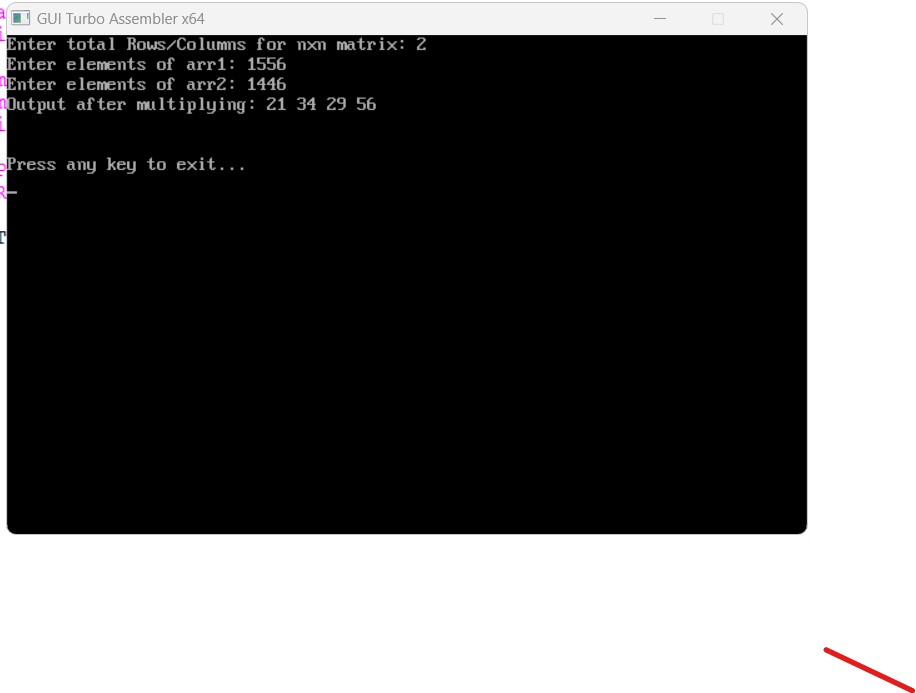 GUI Turbo Assembler x64
Enter total Rows/Columns for nxn matrix: 2
Enter elements of arr1: 1556
Enter elements of arr2: 1446
Output after multiplying: 21 34 29 56
Press any key to exit...